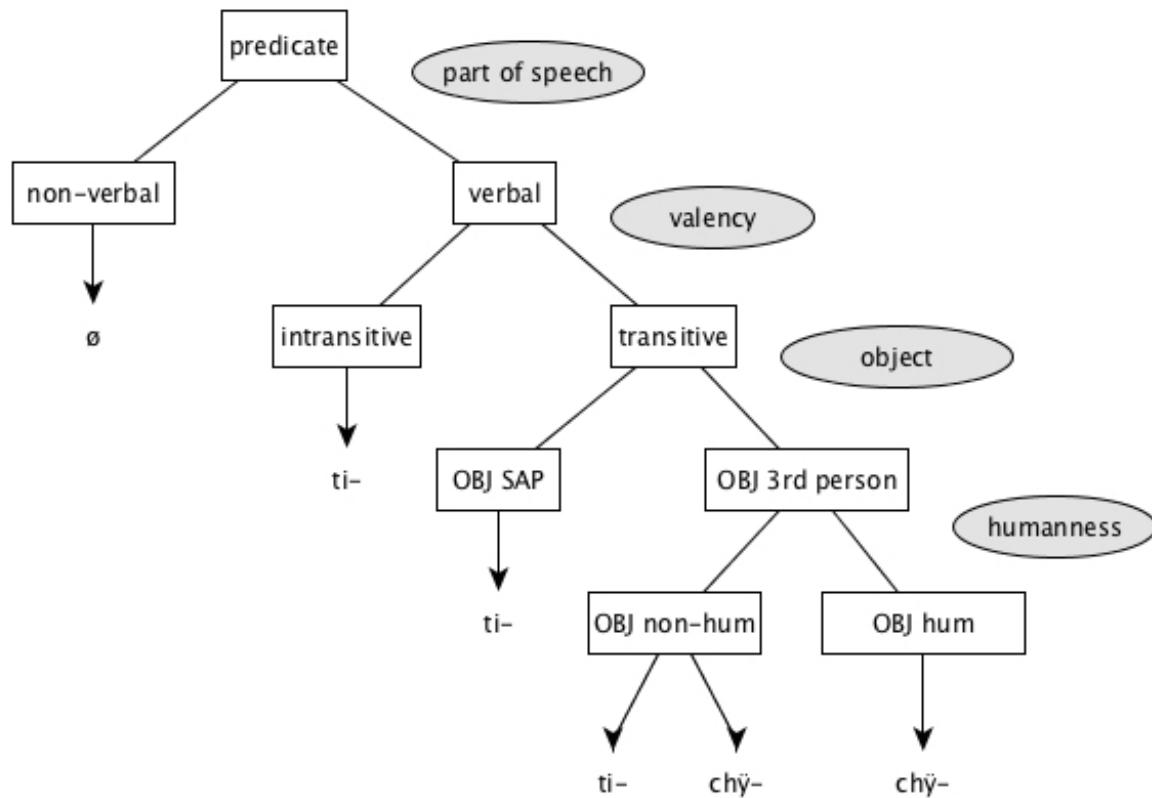 predicate
part of speech
non-verbal
verbal
valency
ø
intransitive
transitive
object
ti-
OBJ SAP
OBJ 3rd person
humanness
ti-
OBJ non-hum
OBJ hum
ti-
chÿ-
chÿ-